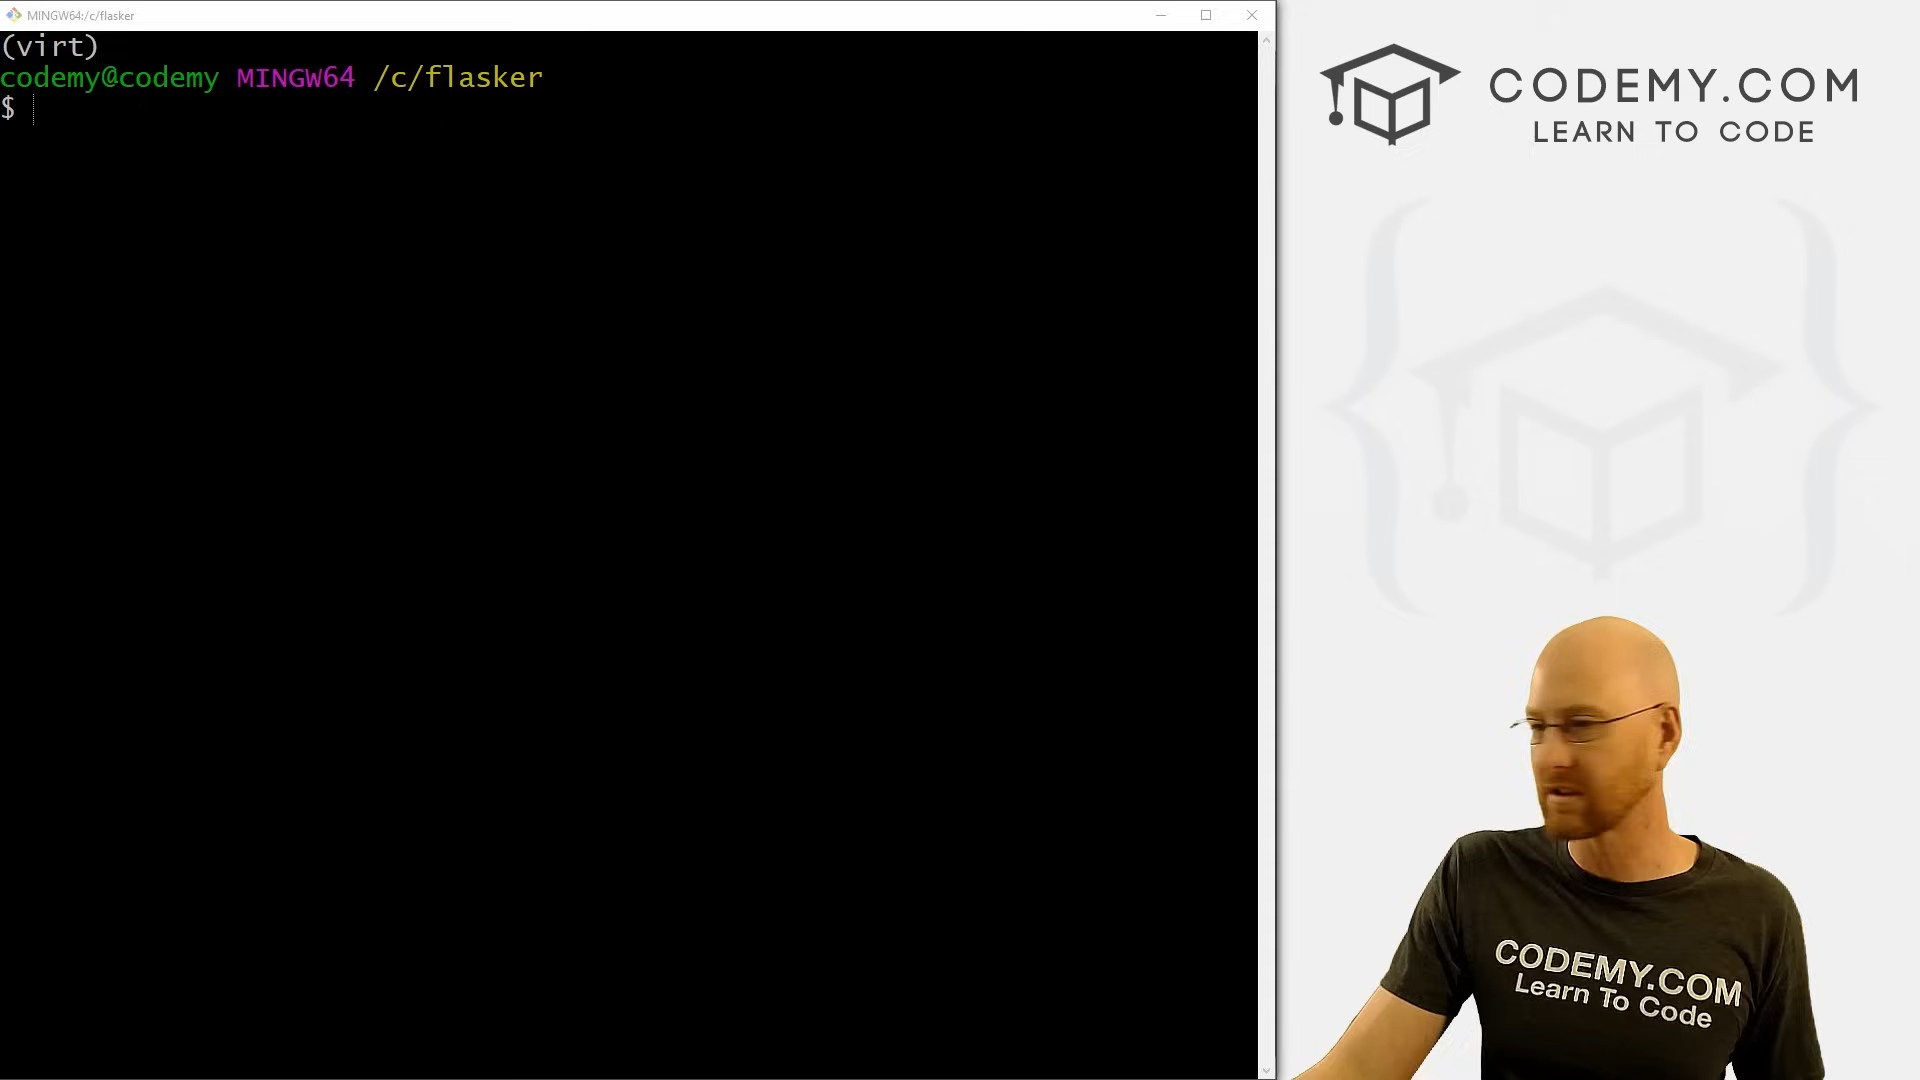 MINGW64:/c/flasker
(virt)
codemy@codemy MINGW64 /c/flasker
$
CODEMY.COM
LEARN TO CODE
CODEMY.COM
Learn To Code